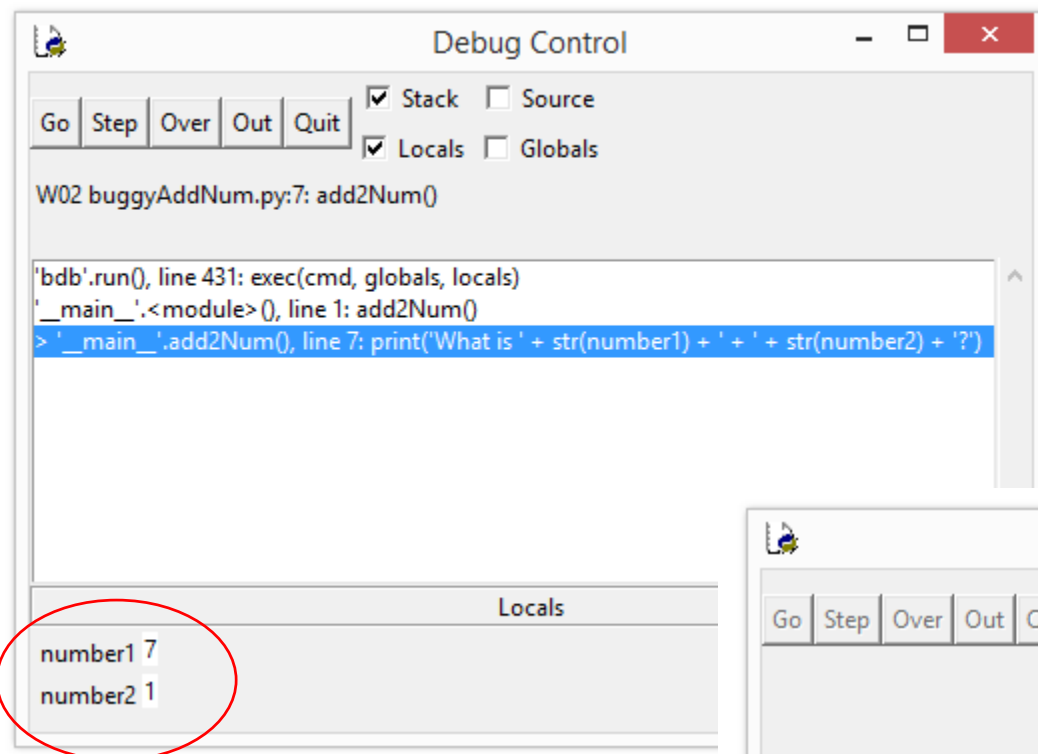 Debug Control
Go Step Over Out Quit
Stack Source
Locals Globals
W02 buggyAddNum.py:7: add2Num()
'bdb'.run(), line 431: exec(cmd, globals, locals)
'__main__'.<module>(), line 1: add2Num()
> '__main__'.add2Num(), line 7: print('What is ' + str(number1) + ' + ' + str(number2) + '?')
Locals
number1 7
number2 1
Go Step Over Out